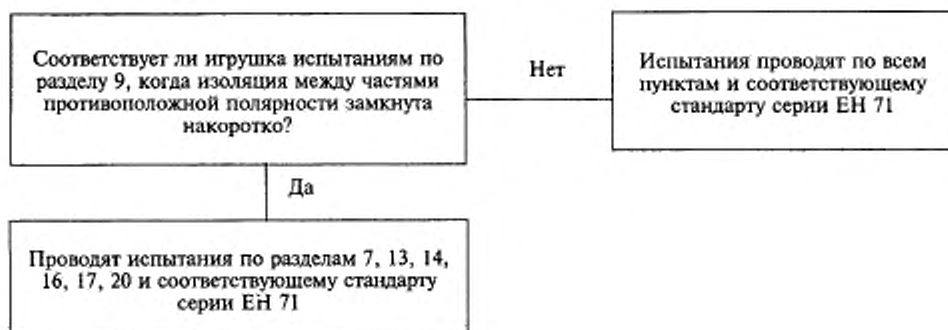 Соответствует ли игрушка испытаниям по
разделу 9, когда изоляция между частями
противоположной полярности замкнута
накоротко?
Нет
Испытания проводят по всем
пунктам и соответствующему
стандарту серии ЕН 71
Да
Проводят испытания по разделам 7, 13, 14,
16, 17, 20 и соответствующему стандарту
серии ЕН 71